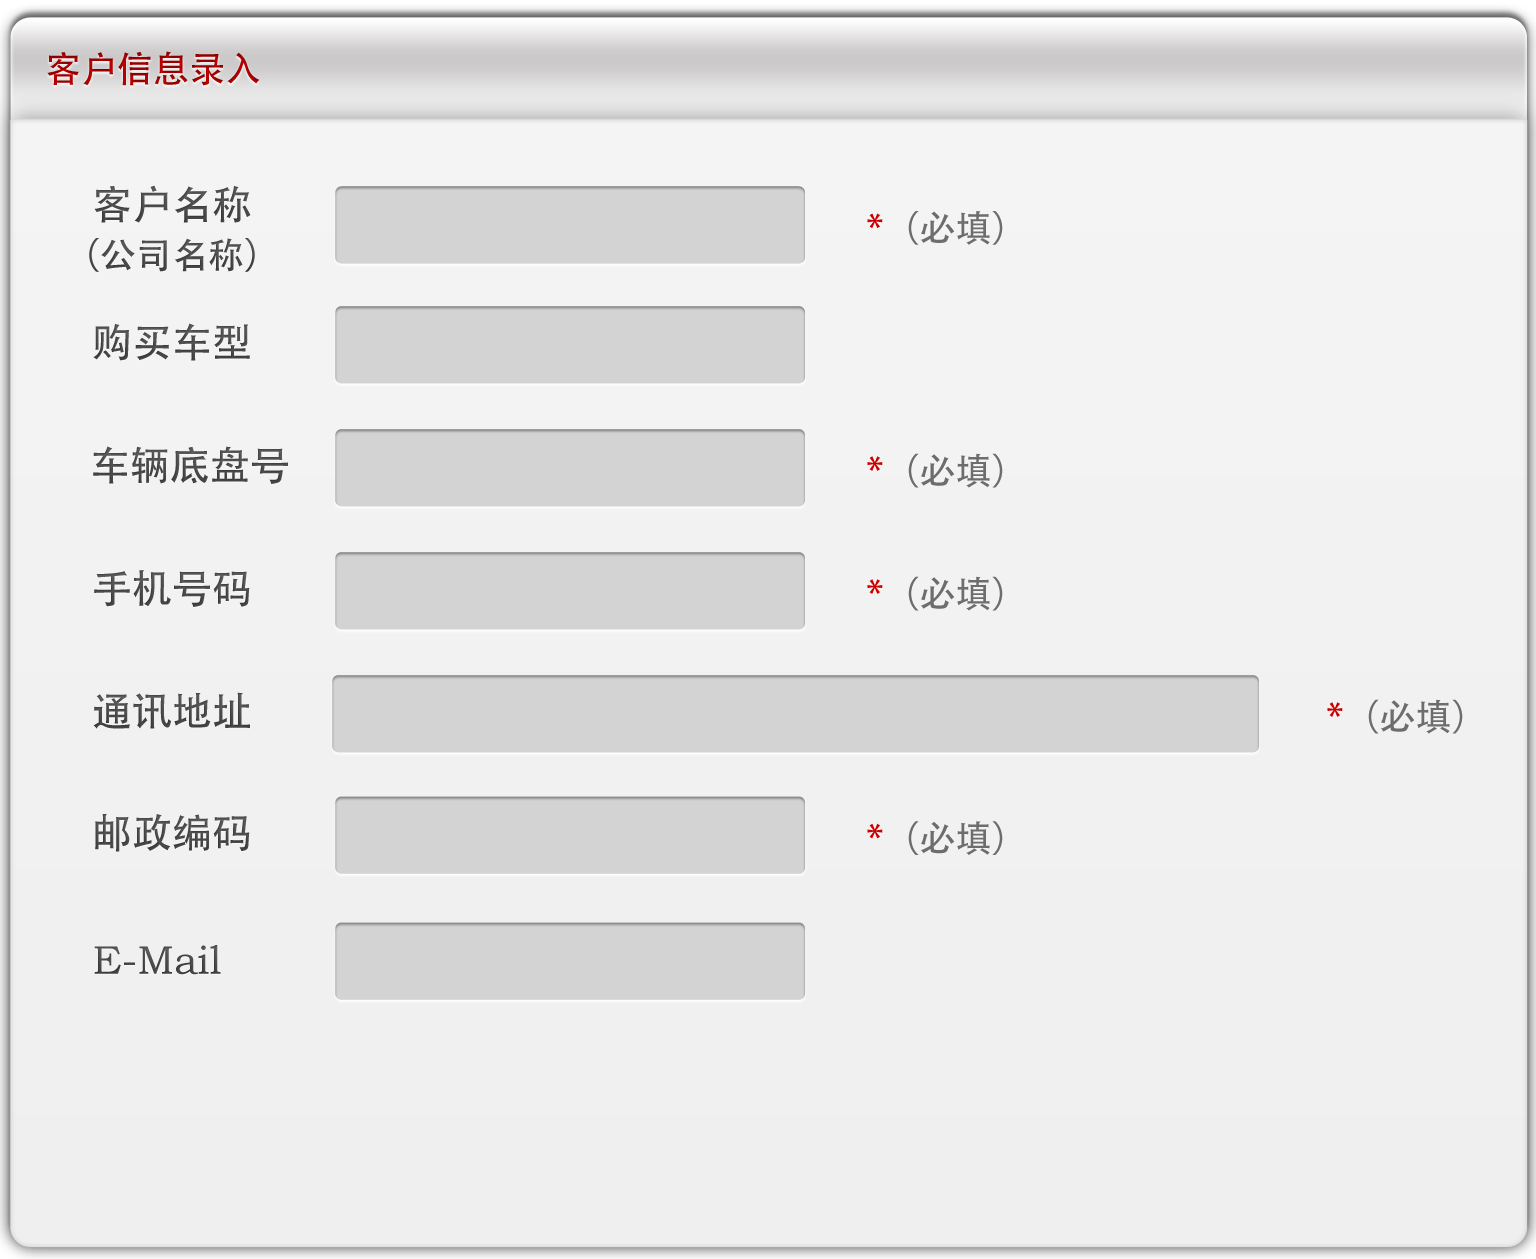 客户信息录入
客户名称
(公司名称)
* (必填)
购买车型
车辆底盘号
* (必填)
手机号码
* (必填)
通讯地址
* (必填)
邮政编码
* (必填)
E-Mail